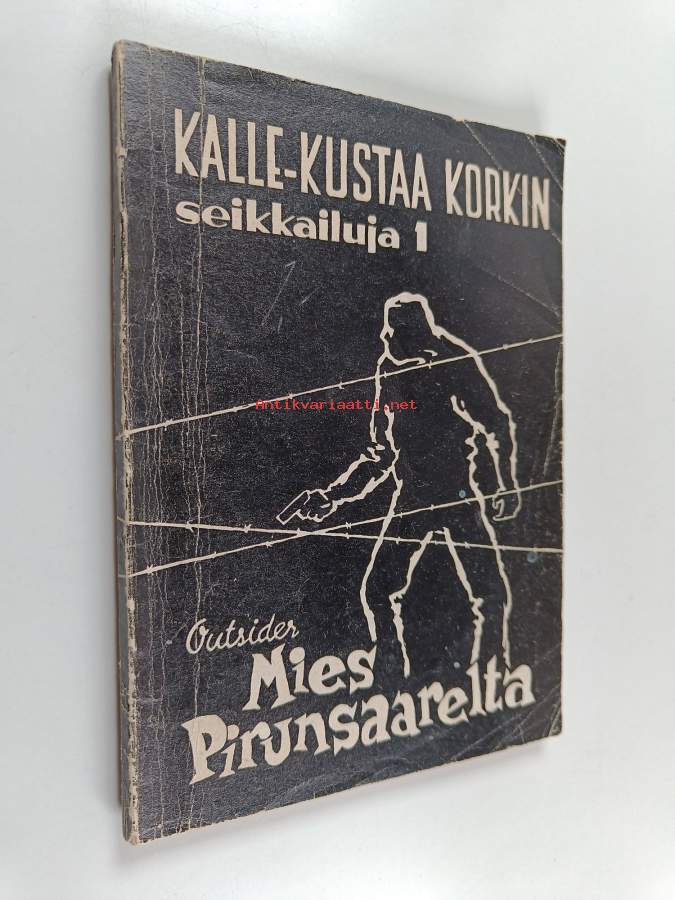 KALLE-KUSTAA KORKIN
seikkailuja 1
Antikvariaatti.net
Outsider
Mies
Pirunsaarelta